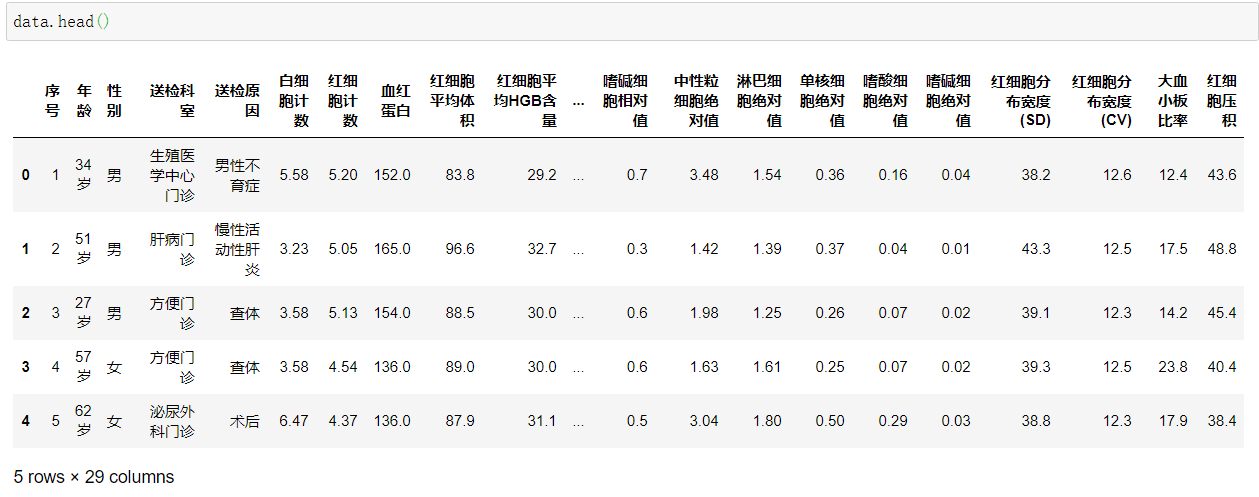 data.head()
序号 年龄 性别 送检科室 送检原因 白细胞计数 红细胞计数 血红蛋白 红细胞平均体积 红细胞平均HGB含量 ... 嗜碱细胞相对值 中性粒细胞绝对值 淋巴细胞绝对值 单核细胞绝对值 嗜酸细胞绝对值 嗜碱细胞绝对值 红细胞分布宽度(SD) 红细胞分布宽度(CV) 大血小板比率 红细胞压积
0 1 34岁 男 生殖医学中心门诊 男性不育症 5.58 5.20 152.0 83.8 29.2 ... 0.7 3.48 1.54 0.36 0.16 0.04 38.2 12.6 12.4 43.6
1 2 51岁 男 肝病门诊 慢性活动性肝炎 3.23 5.05 165.0 96.6 32.7 ... 0.3 1.42 1.39 0.37 0.04 0.01 43.3 12.5 17.5 48.8
2 3 27岁 男 方便门诊 查体 3.58 5.13 154.0 88.5 30.0 ... 0.6 1.98 1.25 0.26 0.07 0.02 39.1 12.3 14.2 45.4
3 4 57岁 女 方便门诊 查体 3.58 4.54 136.0 89.0 30.0 ... 0.6 1.63 1.61 0.25 0.07 0.02 39.3 12.5 23.8 40.4
4 5 62岁 女 泌尿外科门诊 术后 6.47 4.37 136.0 87.9 31.1 ... 0.5 3.04 1.80 0.50 0.29 0.03 38.8 12.3 17.9 38.4
5 rows × 29 columns